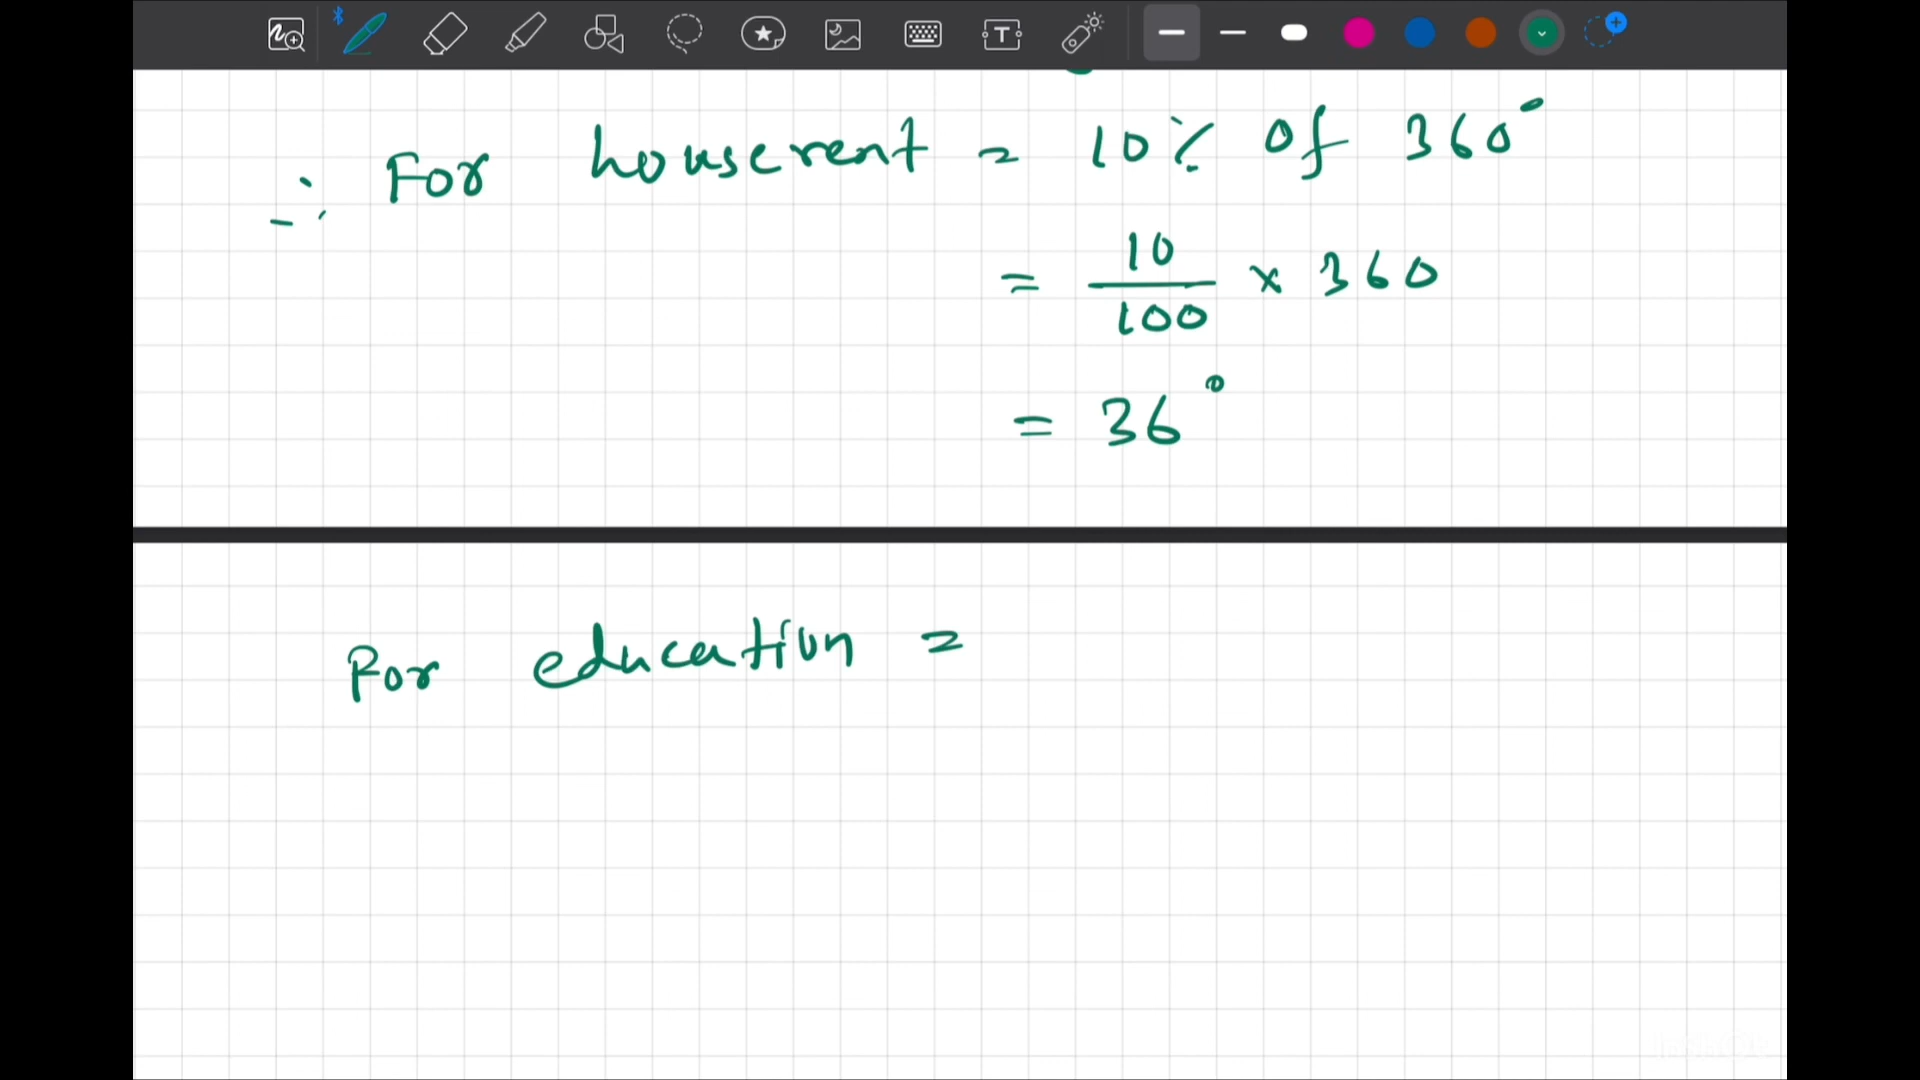 ∴ For houserent = 10% of 360°
= 10/100 × 360
= 36°
For education =